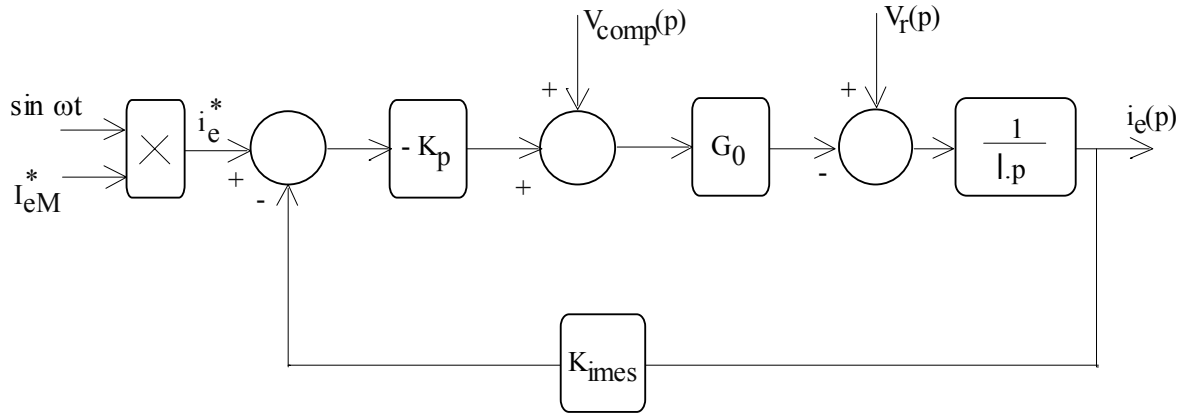 V_comp(p)
V_r(p)
sin ωt
i_e^*
I_eM^*
×
+
-
- K_p
+
+
G_0
+
-
1
l.p
i_e(p)
K_imes